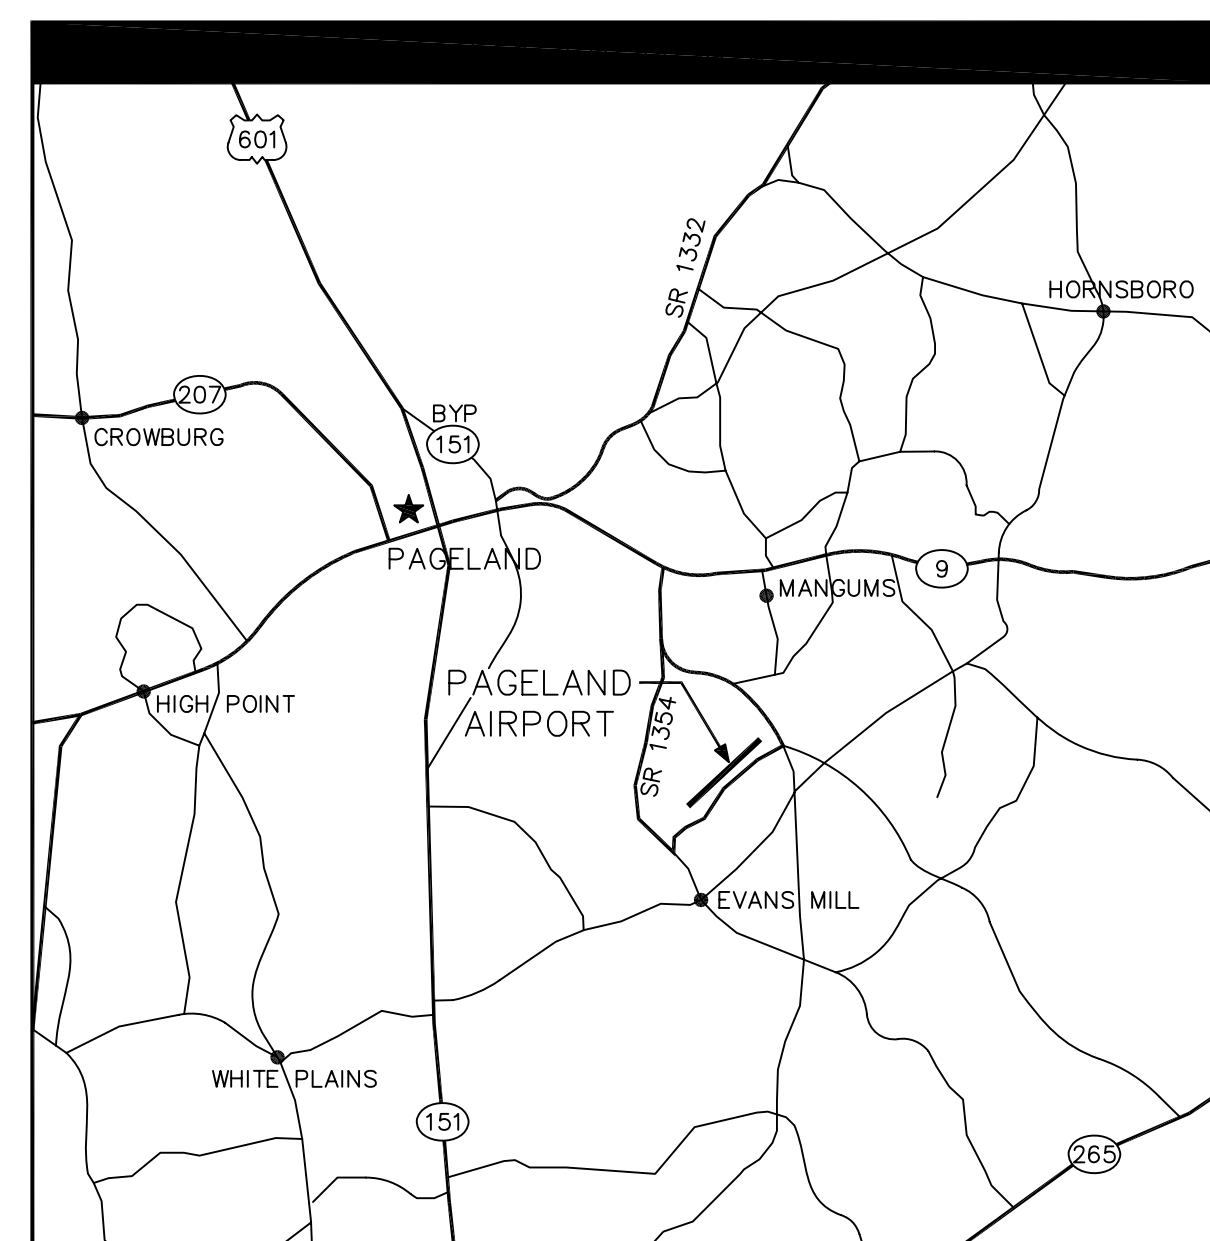 601
SR 1332
HORNSBORO
207
BYP
151
CROWBURG
PAGELAND
9
MANGUMS
PAGELAND
AIRPORT
HIGH POINT
SR 1354
EVANS MILL
WHITE PLAINS
151
265